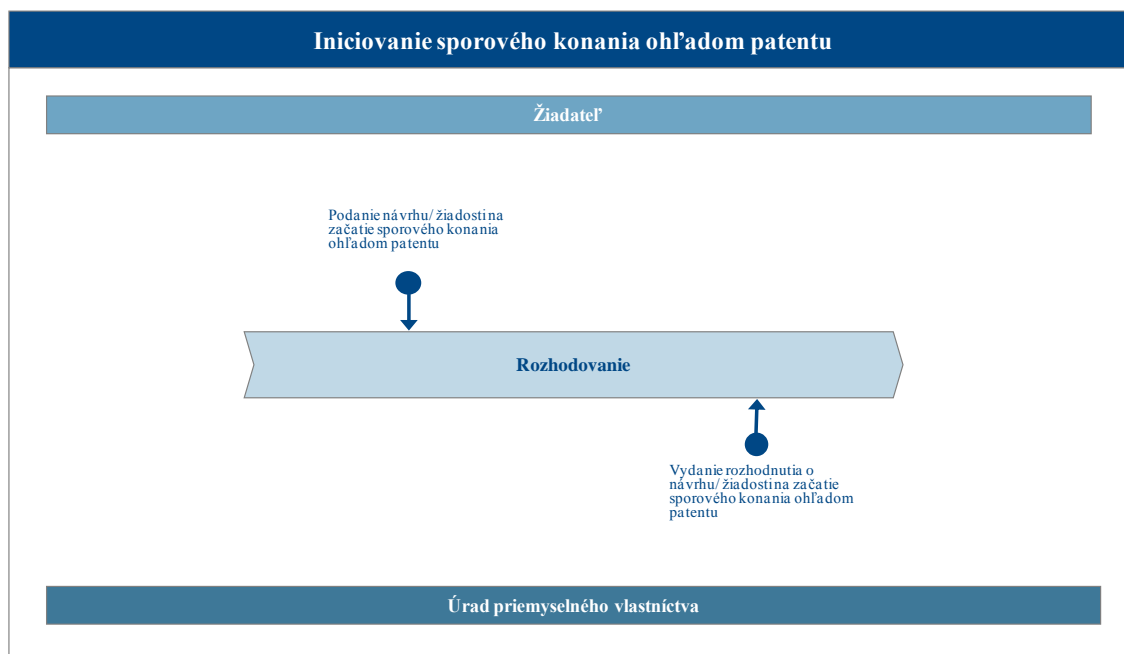 Iniciovanie sporového konania ohľadom patentu
Žiadateľ
Podanie návrhu/ žiadosti na
začatie sporového konania
ohľadom patentu
Rozhodovanie
Vydanie rozhodnutia o
návrhu/ žiadosti na začatie
sporového konania ohľadom
patentu
Úrad priemyselného vlastníctva